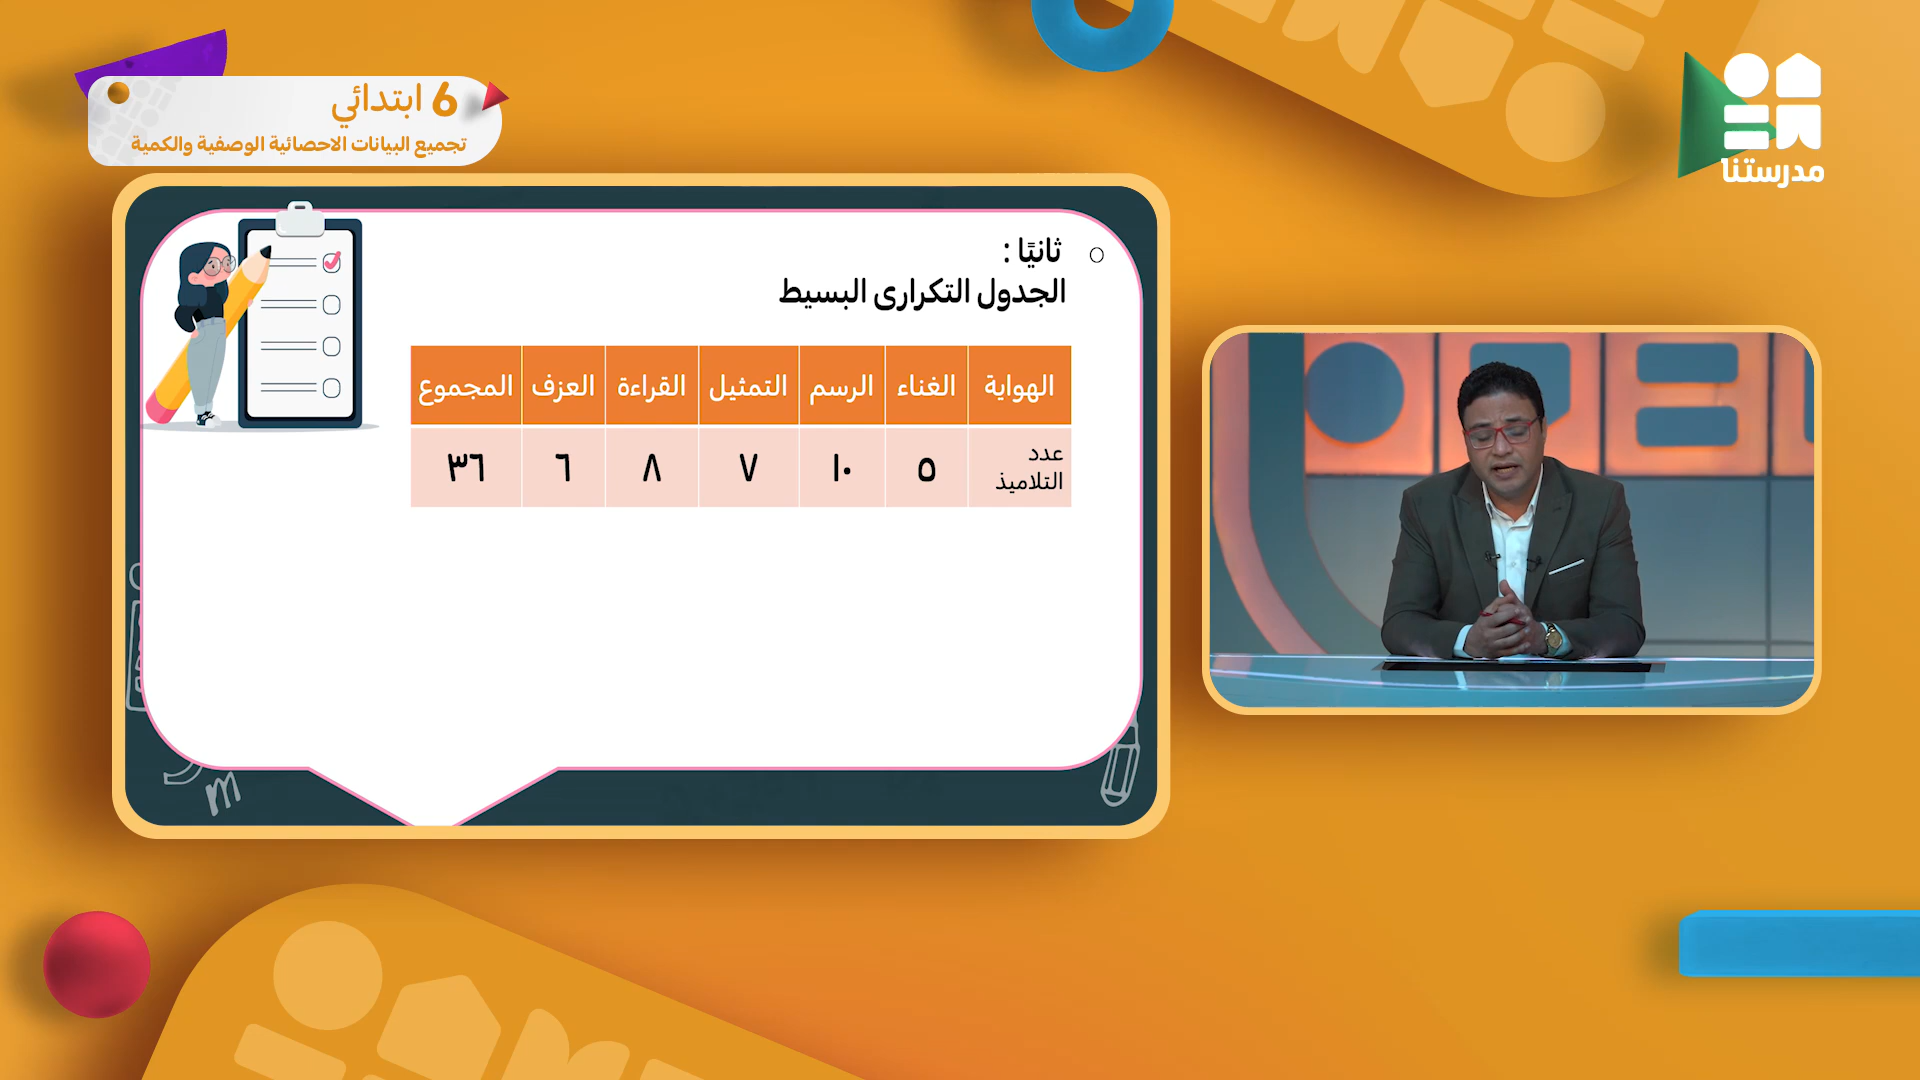 6 ابتدائي
تجميع البيانات الاحصائية الوصفية والكمية
مدرستنا
ثانيًا :
الجدول التكرارى البسيط
الهواية الغناء الرسم التمثيل القراءة العزف المجموع
عدد التلاميذ ٥ ١٠ ٧ ٨ ٦ ٣٦
m